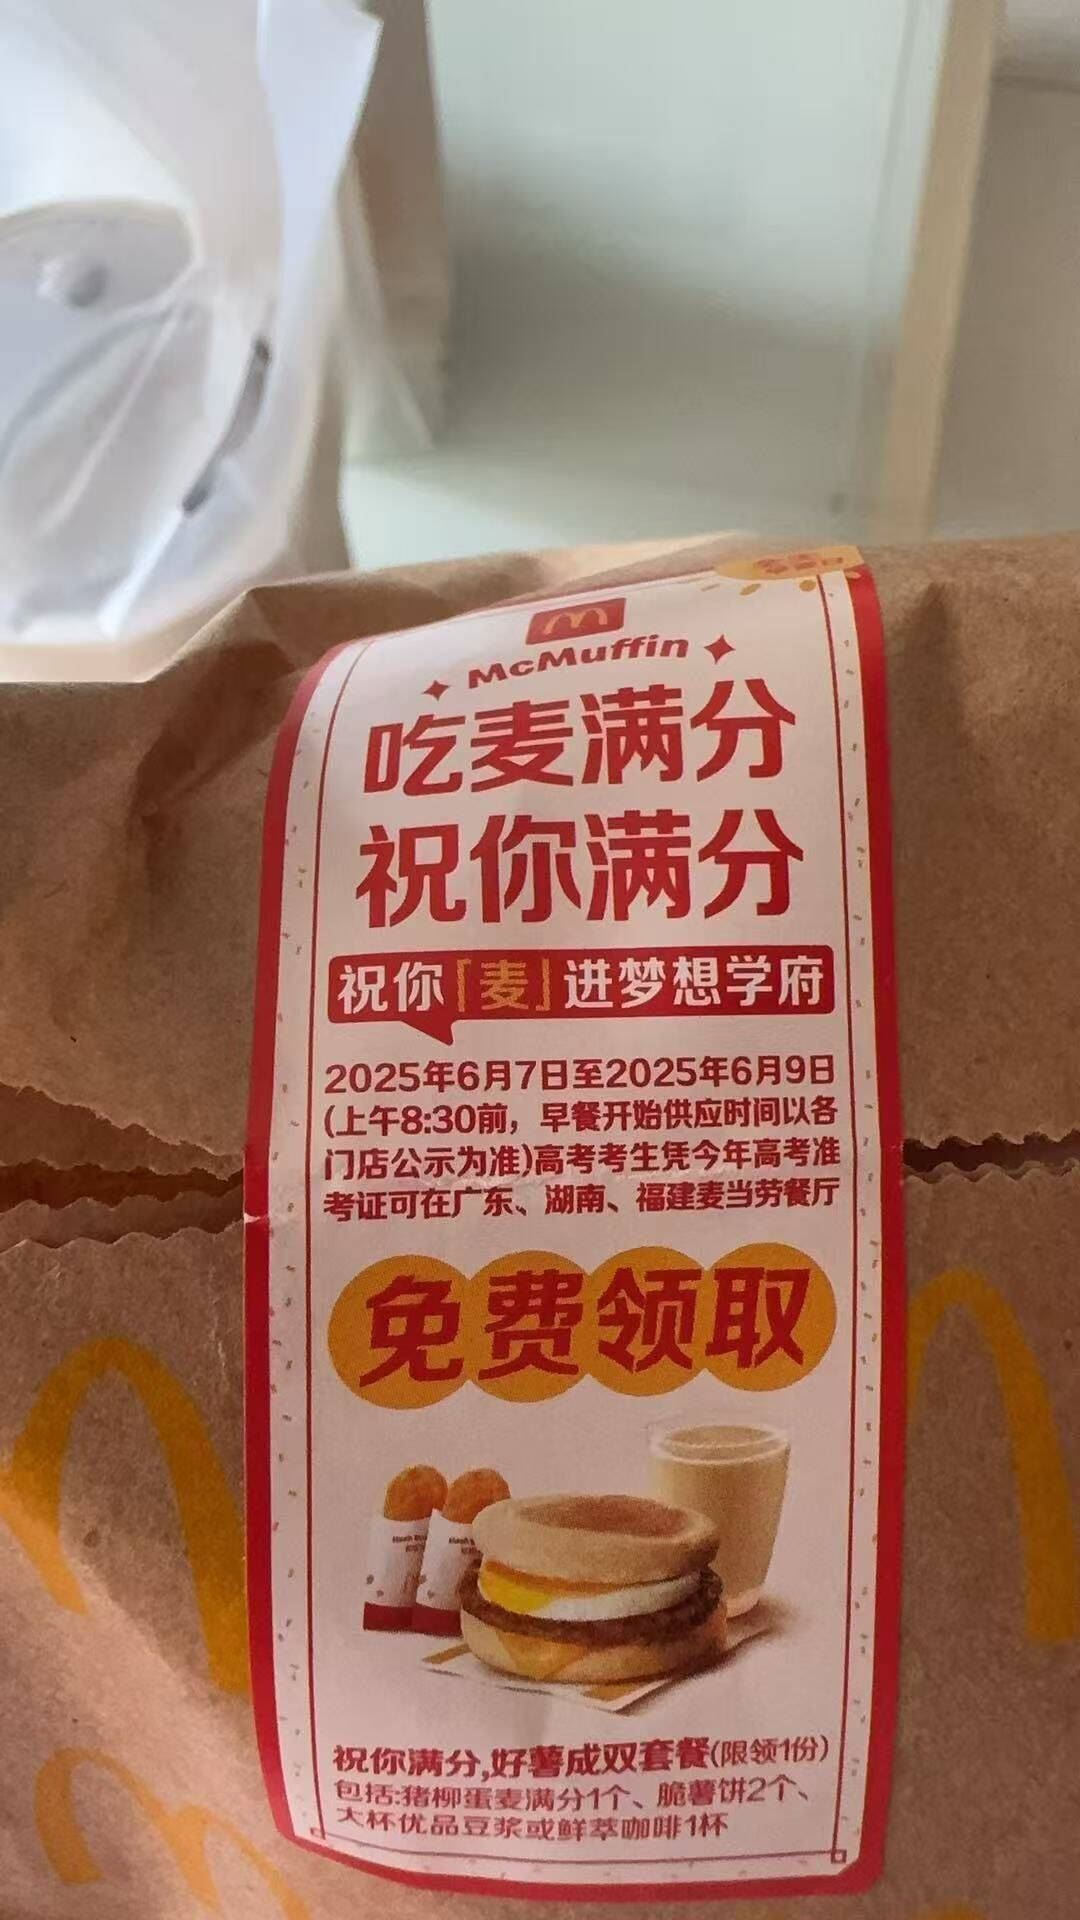 McMuffin
吃麦满分
祝你满分
祝你「麦」进梦想学府
2025年6月7日至2025年6月9日
(上午8:30前，早餐开始供应时间以各
门店公示为准)高考考生凭今年高考准
考证可在广东、湖南、福建麦当劳餐厅
免费领取
祝你满分,好薯成双套餐(限领1份)
包括:猪柳蛋麦满分1个、脆薯饼2个、
大杯优品豆浆或鲜萃咖啡1杯